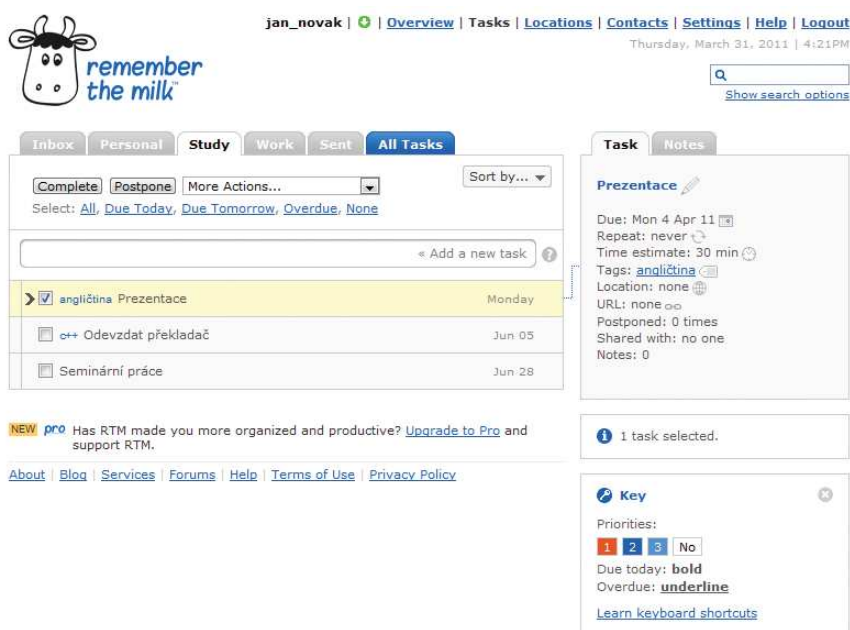 jan_novak | Overview | Tasks | Locations | Contacts | Settings | Help | Logout
Thursday, March 31, 2011 | 4:21PM
remember
the milk™
Show search options
Inbox Personal Study Work Sent All Tasks
Complete Postpone More Actions... Sort by...
Select: All, Due Today, Due Tomorrow, Overdue, None
« Add a new task ?
angličtina Prezentace Monday
c++ Odevzdat překladač Jun 05
Seminární práce Jun 28
NEW pro Has RTM made you more organized and productive? Upgrade to Pro and
support RTM.
About | Blog | Services | Forums | Help | Terms of Use | Privacy Policy
Task Notes
Prezentace
Due: Mon 4 Apr 11
Repeat: never
Time estimate: 30 min
Tags: angličtina
Location: none
URL: none
Postponed: 0 times
Shared with: no one
Notes: 0
1 task selected.
Key
Priorities:
1 2 3 No
Due today: bold
Overdue: underline
Learn keyboard shortcuts